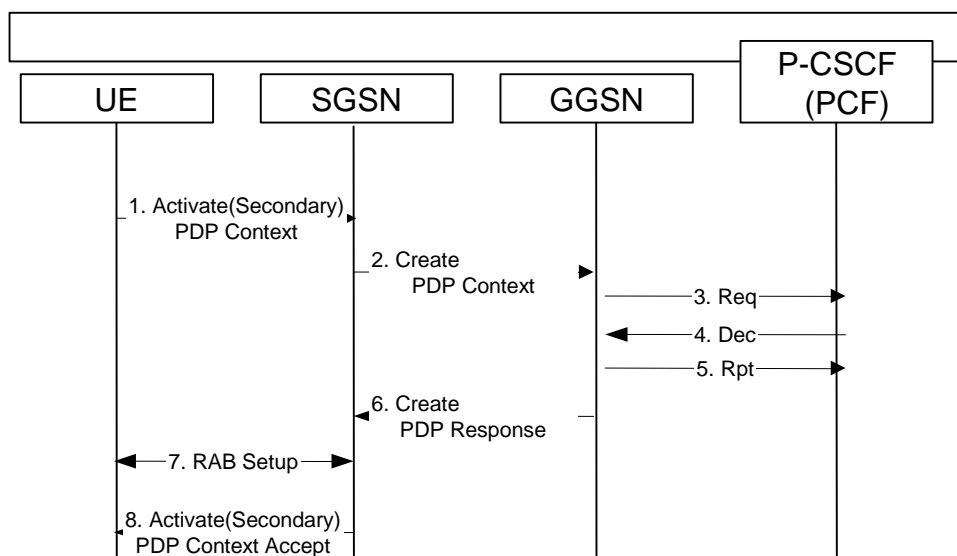 P-CSCF
(PCF)
UE
SGSN
GGSN
1. Activate(Secondary)
PDP Context
2. Create
PDP Context
3. Req
4. Dec
5. Rpt
6. Create
PDP Response
7. RAB Setup
8. Activate(Secondary)
PDP Context Accept